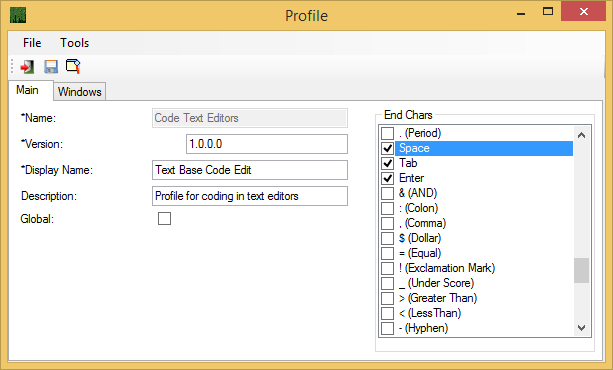 Profile
File Tools
Main Windows
*Name: Code Text Editors
*Version: 1.0.0.0
*Display Name: Text Base Code Edit
Description: Profile for coding in text editors
Global:
End Chars
. (Period)
Space
Tab
Enter
& (AND)
: (Colon)
, (Comma)
$ (Dollar)
= (Equal)
! (Exclamation Mark)
_ (Under Score)
> (Greater Than)
< (LessThan)
- (Hyphen)